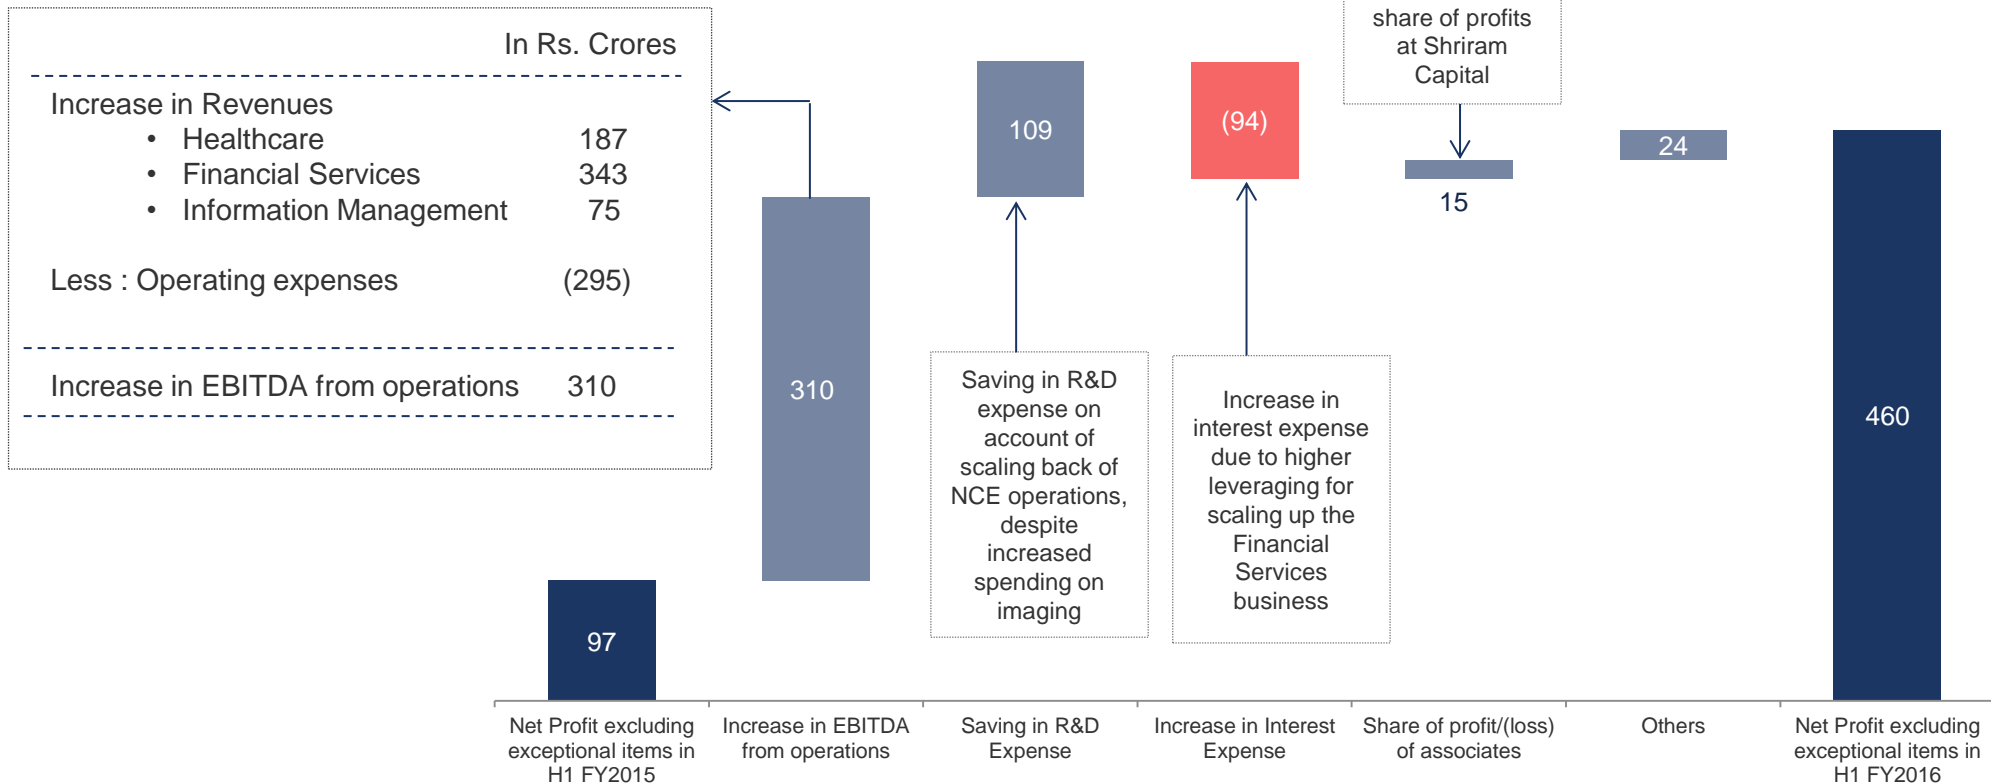 In Rs. Crores
Increase in Revenues
• Healthcare 187
• Financial Services 343
• Information Management 75
Less : Operating expenses (295)
Increase in EBITDA from operations 310
share of profits
at Shriram
Capital
109
(94)
15
24
310
97
460
Saving in R&D
expense on
account of
scaling back of
NCE operations,
despite
increased
spending on
imaging
Increase in
interest expense
due to higher
leveraging for
scaling up the
Financial
Services
business
Net Profit excluding
exceptional items in
H1 FY2015
Increase in EBITDA
from operations
Saving in R&D
Expense
Increase in Interest
Expense
Share of profit/(loss)
of associates
Others
Net Profit excluding
exceptional items in
H1 FY2016